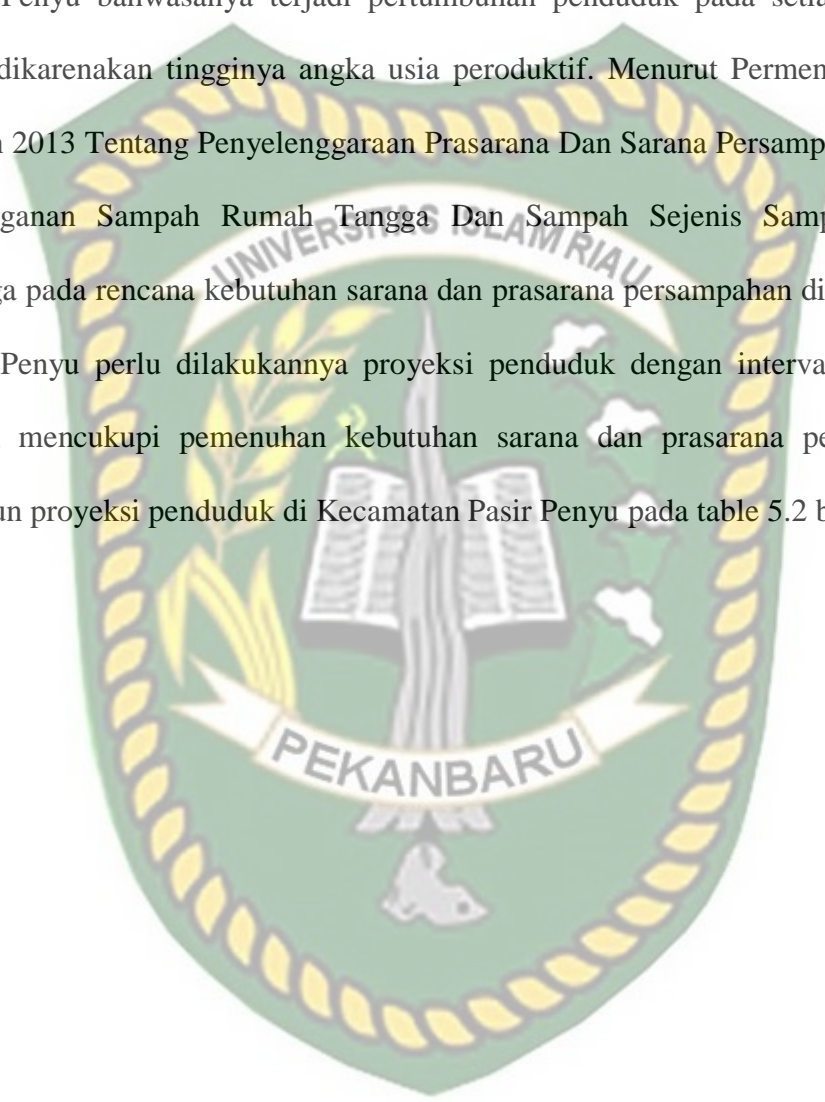 Penyu bahwasanya terjadi pertumbuhan penduduk pada setia
dikarenakan tingginya angka usia peroduktif. Menurut Permen
2013 Tentang Penyelenggaraan Prasarana Dan Sarana Persamp
ganan Sampah Rumah Tangga Dan Sampah Sejenis Samp
UNIVERSITAS ISLAM RIAU
ga pada rencana kebutuhan sarana dan prasarana persampahan di
Penyu perlu dilakukannya proyeksi penduduk dengan interva
mencukupi pemenuhan kebutuhan sarana dan prasarana pe
un proyeksi penduduk di Kecamatan Pasir Penyu pada table 5.2 b
PEKANBARU